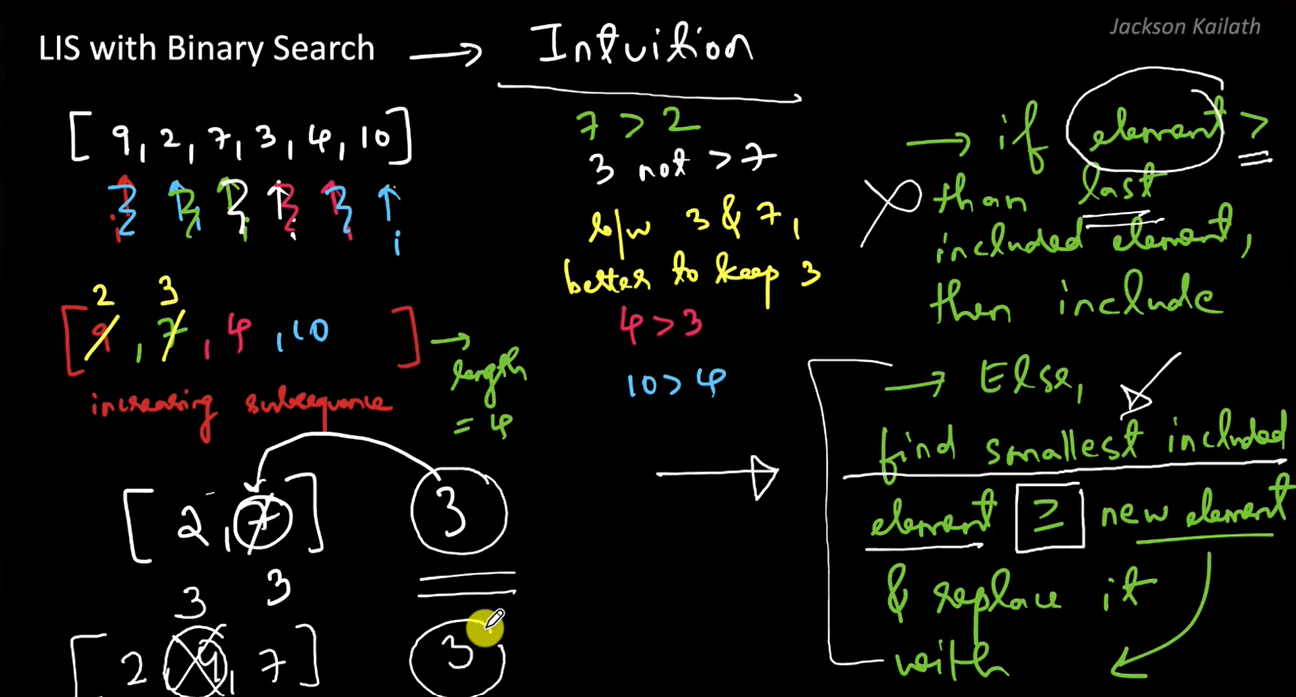 Jackson Kailath
LIS with Binary Search → Intuition
[ 9, 2, 7, 3, 4, 10 ]
i i i i i i
2 3
[ 9, 7, 4, 10 ] → length = 4
increasing subsequence
[ 2, 7 ] 3
3
3
[ 2 9, 7 ] 3
7 > 2
3 not > 7
b/w 3 & 7,
better to keep 3
4 > 3
10 > 4
→ if element >
than last
included element,
then include
→ Else,
find smallest included
element ≥ new element
& replace it
with